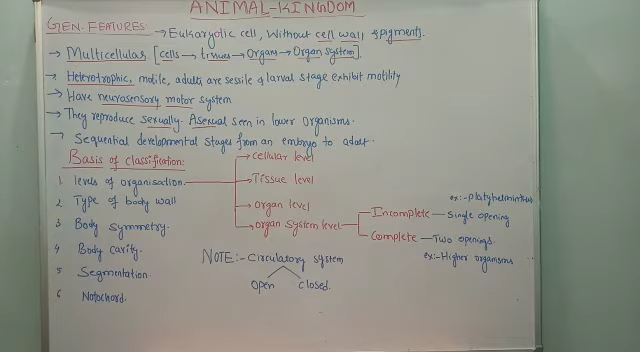 ANIMAL-KINGDOM
GEN. FEATURES → Eukaryotic cell, without cell wall & pigments.
→ Multicellular [cells → tissues → Organs → Organ system].
→ Heterotrophic, motile, adults are sessile & larval stage exhibit motility
→ Have neurosensory motor system
→ They reproduce sexually. Asexual seen in lower organisms.
→ Sequential developmental stages from an embryo to adult.
Basis of classification:
1 levels of organisation
→ Cellular level
→ Tissue level
→ Organ level
→ Organ system level
Incomplete — Single opening
ex:- platyhelminthes
Complete — Two openings.
ex:- Higher organisms
2 Type of body wall
3 Body symmetry.
4 Body cavity.
5 Segmentation.
6 Notochord.
NOTE:- Circulatory system
Open closed.